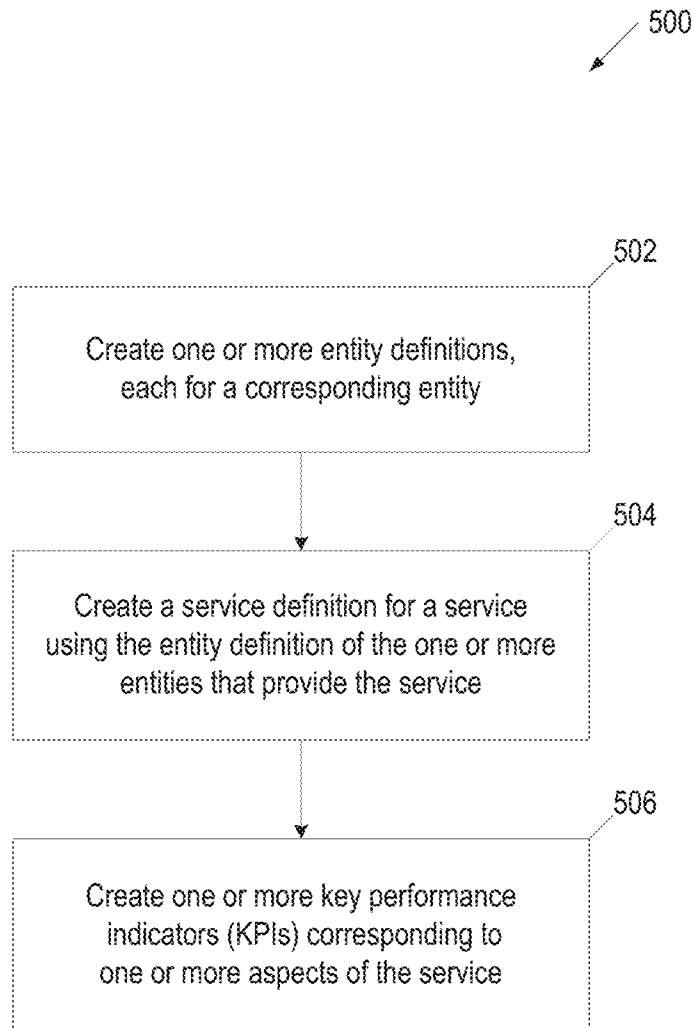 500
502
Create one or more entity definitions,
each for a corresponding entity
504
Create a service definition for a service
using the entity definition of the one or more
entities that provide the service
506
Create one or more key performance
indicators (KPIs) corresponding to
one or more aspects of the service